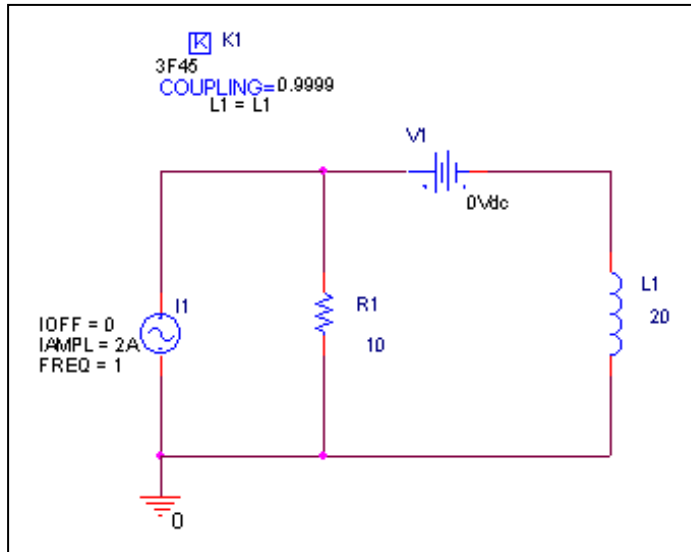 K K1
3F45
COUPLING=0.9999
L1 = L1
V1
0Vdc
I1
IOFF = 0
IAMPL = 2A
FREQ = 1
R1
10
L1
20
0